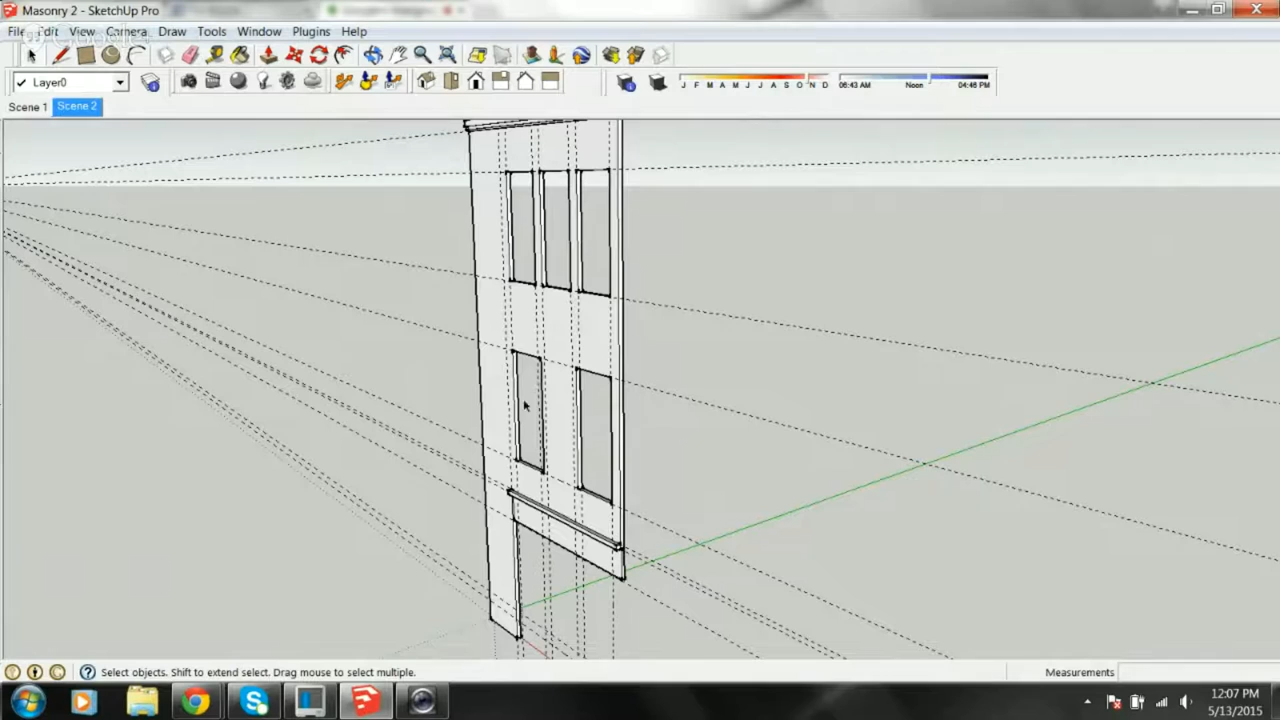 Masonry 2 - SketchUp Pro
File Edit View Camera Draw Tools Window Plugins Help
Layer0
J F M A M J J A S O N D 06:43 AM Noon 04:46 PM
Scene 1 Scene 2
Select objects. Shift to extend select. Drag mouse to select multiple. Measurements
12:07 PM
5/13/2015